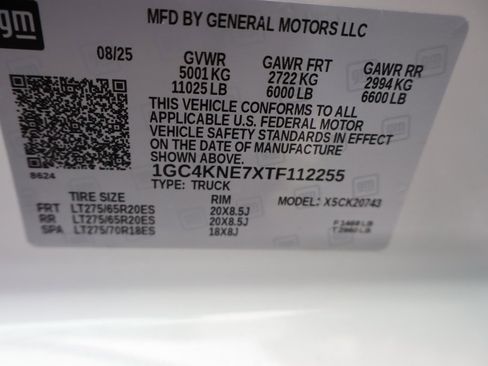 gm
MFD BY GENERAL MOTORS LLC
08/25 GVWR GAWR FRT GAWR RR
5001 KG 2722 KG 2994 KG
11025 LB 6000 LB 6600 LB
THIS VEHICLE CONFORMS TO ALL
APPLICABLE U.S. FEDERAL MOTOR
VEHICLE SAFETY STANDARDS IN EFFECT
ON THE DATE OF MANUFACTURE
SHOWN ABOVE.
8624
1GC4KNE7XTF112255
TYPE: TRUCK
TIRE SIZE RIM MODEL: X5CK20743
FRT LT275/65R20ES 20X8.5J
RR LT275/65R20ES 20X8.5J
SPA LT275/70R18ES 18X8J